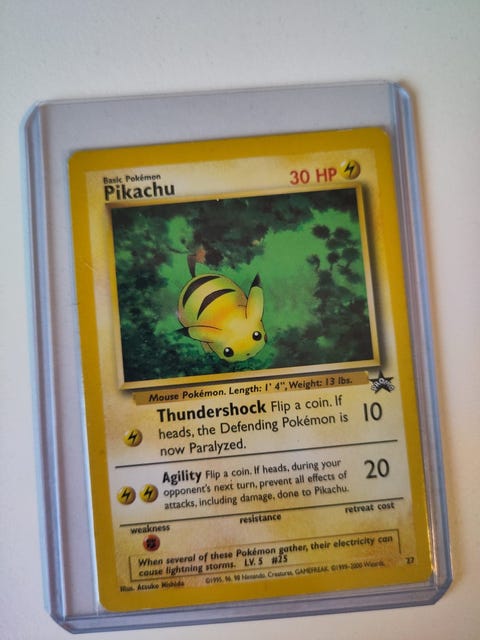 Basic Pokémon
Pikachu
30 HP
Mouse Pokémon. Length: 1' 4", Weight: 13 lbs.
PROMO
Thundershock Flip a coin. If
heads, the Defending Pokémon is
now Paralyzed.
10
Agility Flip a coin. If heads, during your
opponent's next turn, prevent all effects of
attacks, including damage, done to Pikachu.
20
weakness
resistance
retreat cost
When several of these Pokémon gather, their electricity can
cause lightning storms. LV. 5 #25
Illus. Atsuko Nishida
©1995, 96, 98 Nintendo, Creatures, GAMEFREAK. ©1999-2000 Wizards.
27